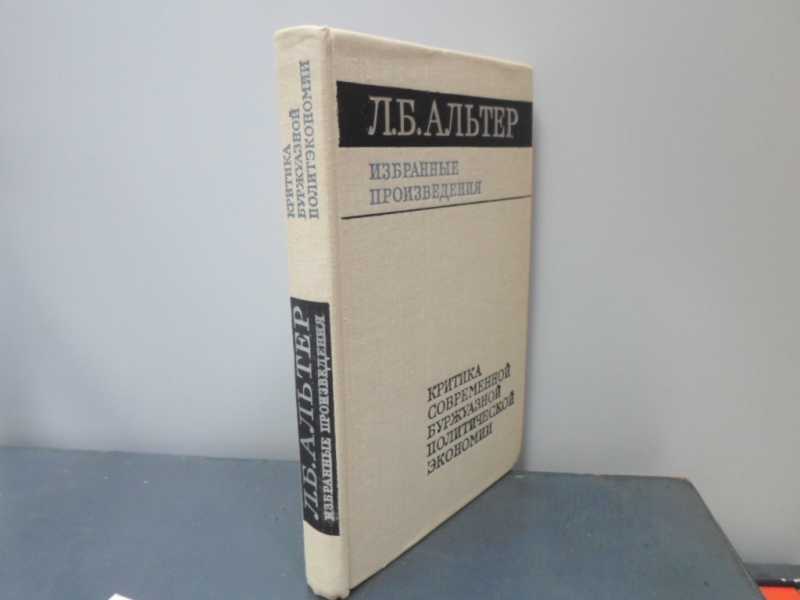 Л.Б.АЛЬТЕР
ИЗБРАННЫЕ
ПРОИЗВЕДЕНИЯ
КРИТИКА
СОВРЕМЕННОЙ
БУРЖУАЗНОЙ
ПОЛИТИЧЕСКОЙ
ЭКОНОМИИ
КРИТИКА
БУРЖУАЗНОЙ
ПОЛИТЭКОНОМИИ
Л.Б.АЛЬТЕР
ИЗБРАННЫЕ ПРОИЗВЕДЕНИЯ